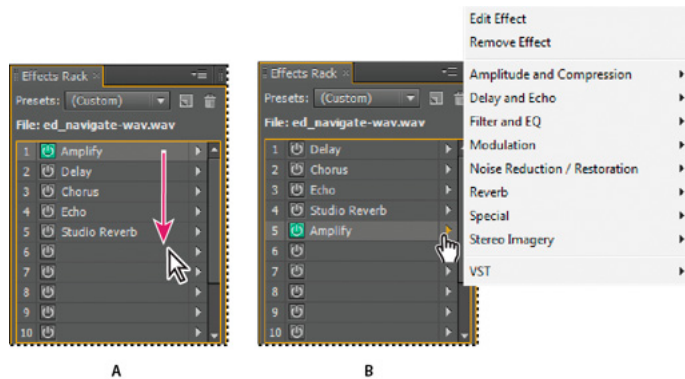 Effects Rack ×
Presets: (Custom)
File: ed_navigate-wav.wav
1 Amplify
2 Delay
3 Chorus
4 Echo
5 Studio Reverb
6
7
8
9
10
A
Effects Rack ×
Presets: (Custom)
File: ed_navigate-wav.wav
1 Delay
2 Chorus
3 Echo
4 Studio Reverb
5 Amplify
6
7
8
9
10
B
Edit Effect
Remove Effect
Amplitude and Compression
Delay and Echo
Filter and EQ
Modulation
Noise Reduction / Restoration
Reverb
Special
Stereo Imagery
VST